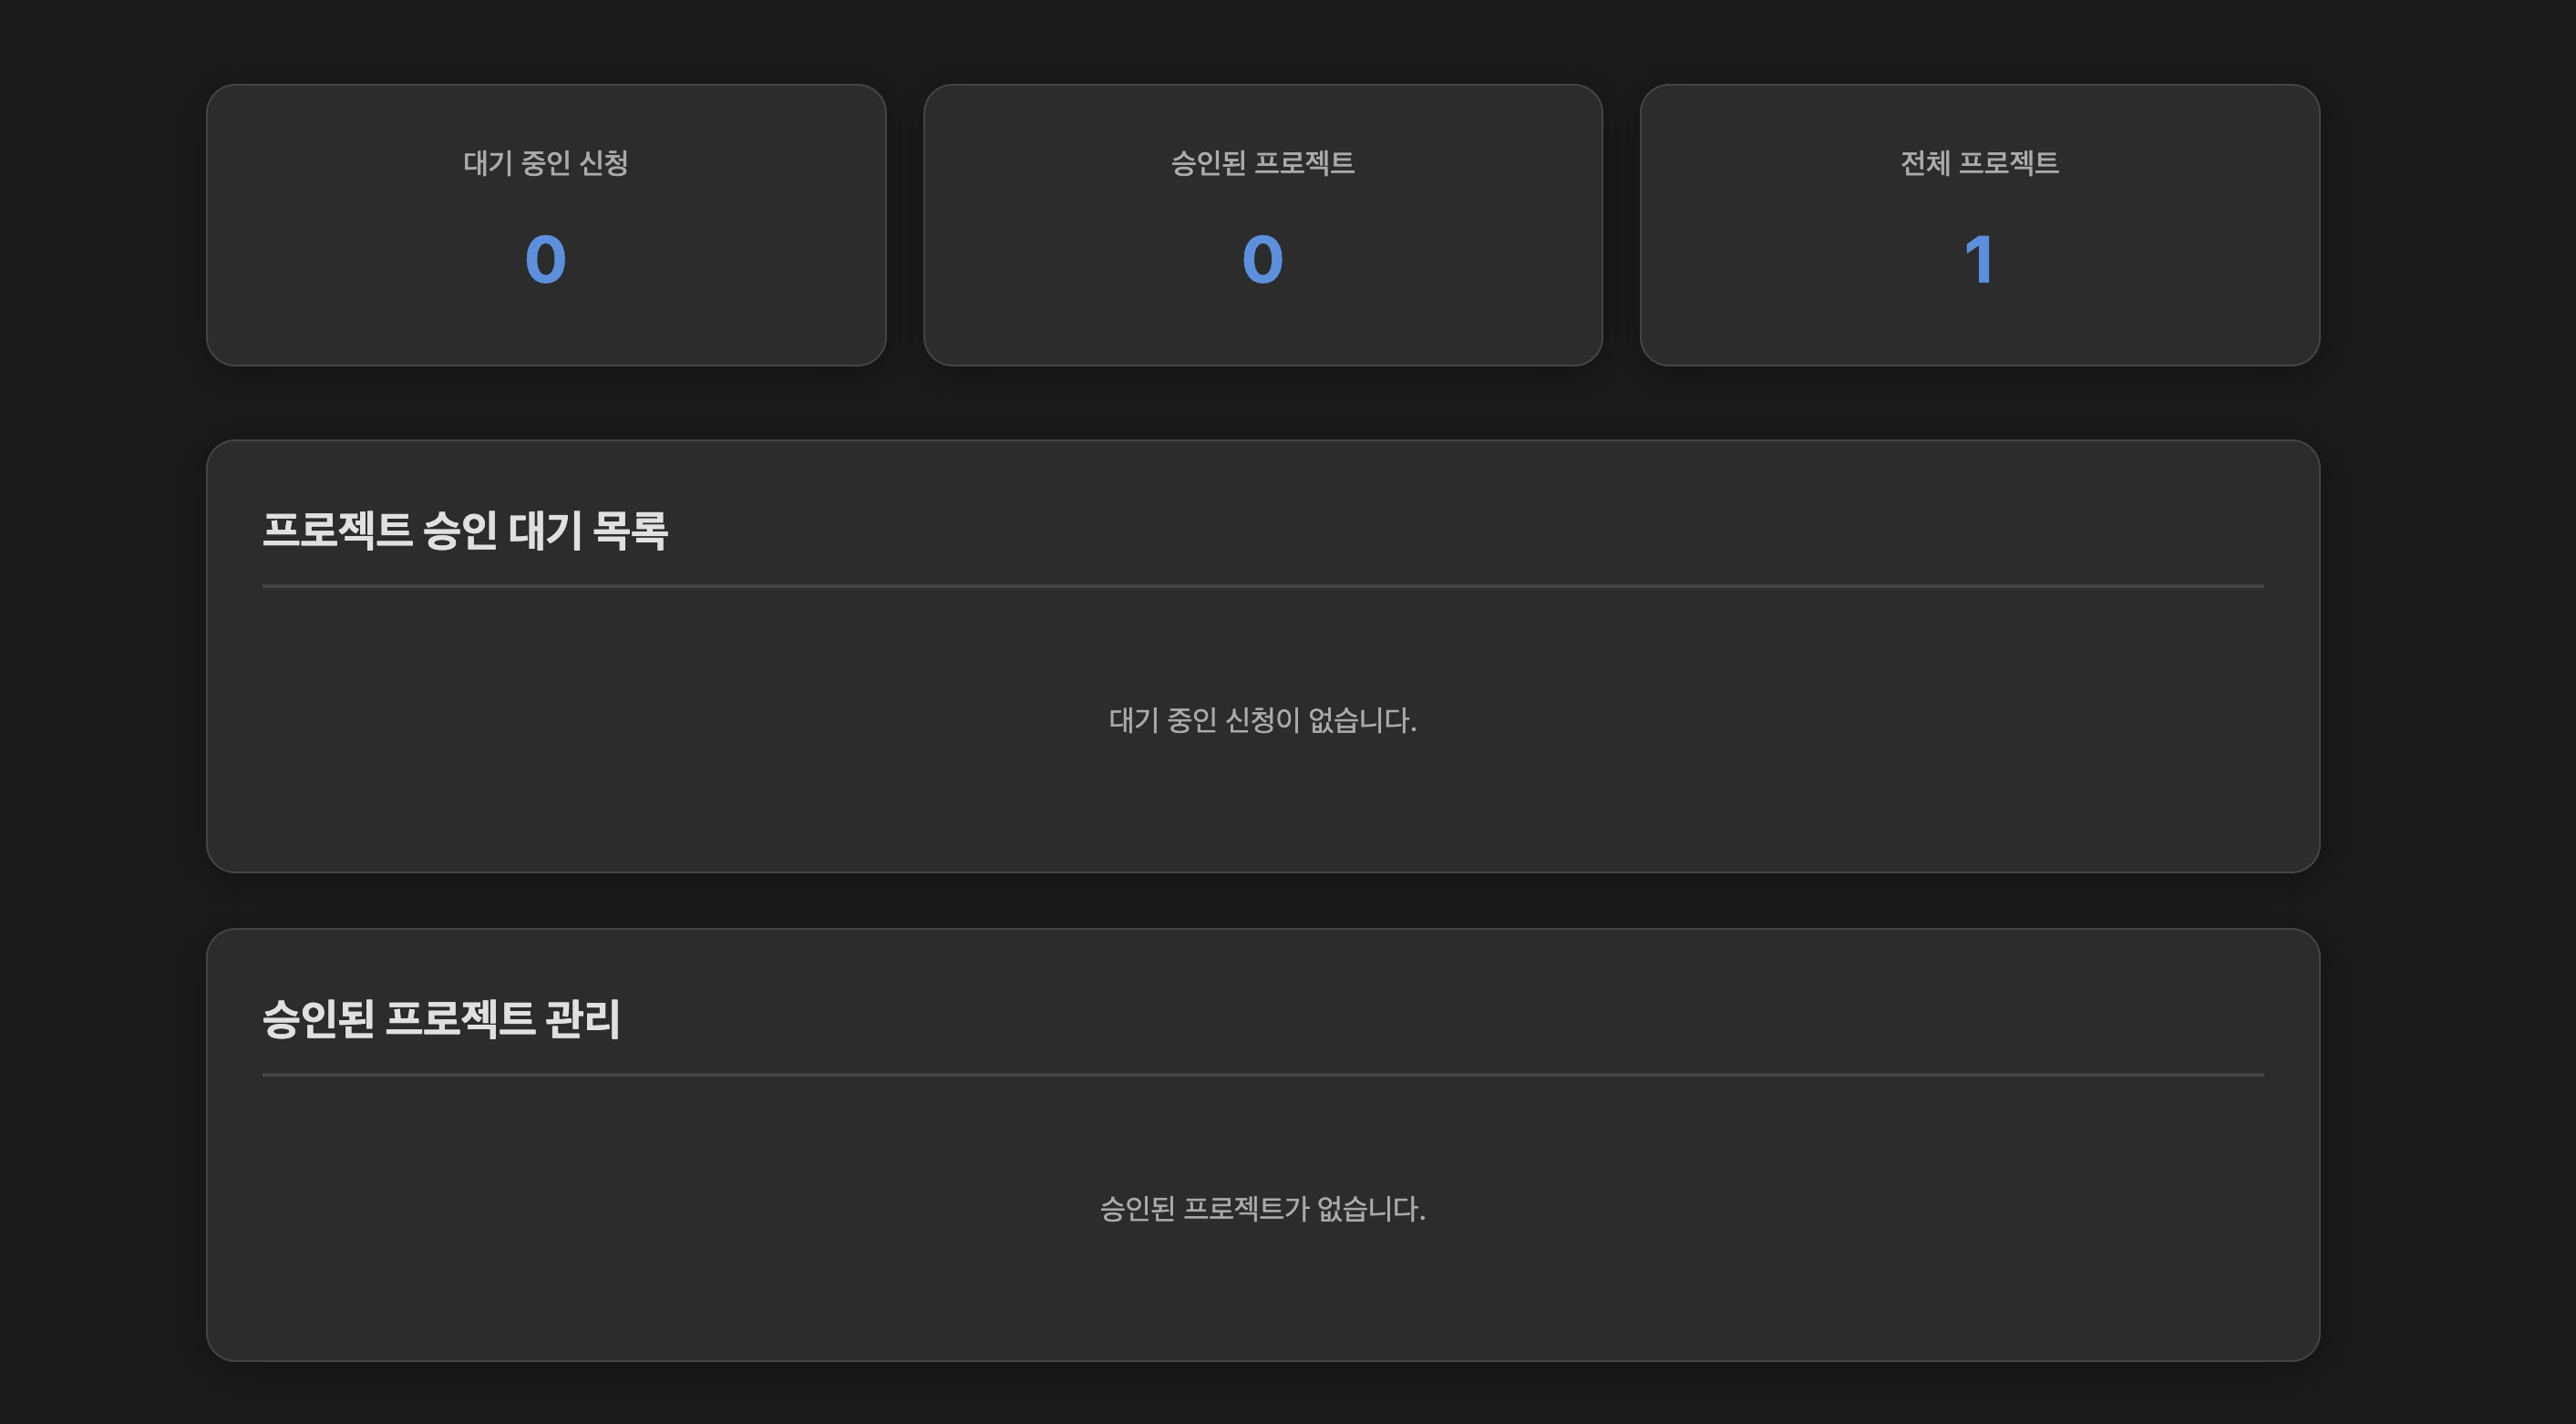 대기 중인 신청
0
승인된 프로젝트
0
전체 프로젝트
1
프로젝트 승인 대기 목록
대기 중인 신청이 없습니다.
승인된 프로젝트 관리
승인된 프로젝트가 없습니다.